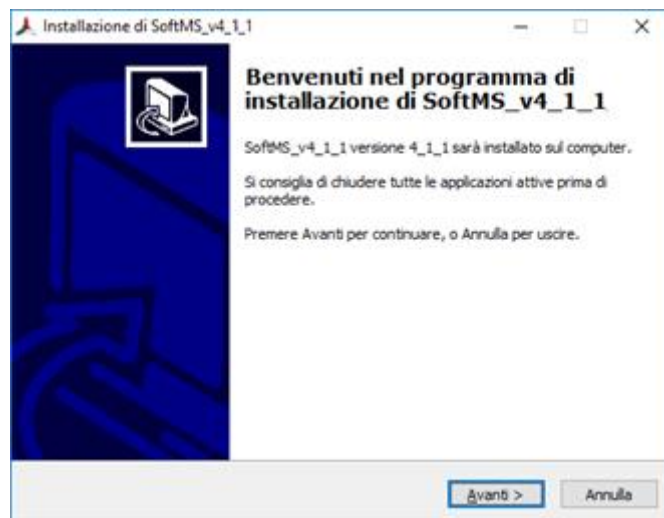 Installazione di SoftMS_v4_1_1
Benvenuti nel programma di
installazione di SoftMS_v4_1_1
SoftMS_v4_1_1 versione 4_1_1 sarà installato sul computer.
Si consiglia di chiudere tutte le applicazioni attive prima di
procedere.
Premere Avanti per continuare, o Annulla per uscire.
Avanti >
Annulla